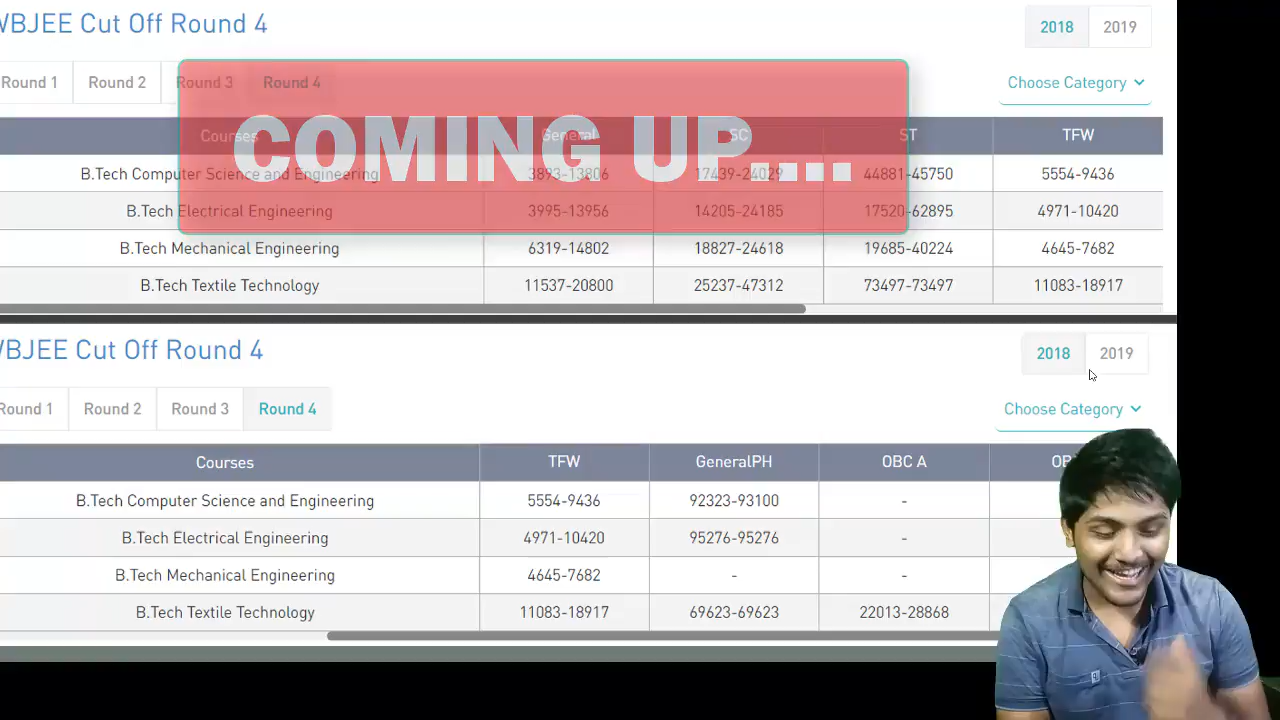 WBJEE Cut Off Round 4
2018 2019
Round 1 Round 2 Round 3 Round 4
Choose Category
COMING UP....
Courses General SC ST TFW
B.Tech Computer Science and Engineering 3893-13806 17439-24029 44881-45750 5554-9436
B.Tech Electrical Engineering 3995-13956 14205-24185 17520-62895 4971-10420
B.Tech Mechanical Engineering 6319-14802 18827-24618 19685-40224 4645-7682
B.Tech Textile Technology 11537-20800 25237-47312 73497-73497 11083-18917
WBJEE Cut Off Round 4
2018 2019
Round 1 Round 2 Round 3 Round 4
Choose Category
Courses TFW GeneralPH OBC A
B.Tech Computer Science and Engineering 5554-9436 92323-93100 -
B.Tech Electrical Engineering 4971-10420 95276-95276 -
B.Tech Mechanical Engineering 4645-7682 - -
B.Tech Textile Technology 11083-18917 69623-69623 22013-28868